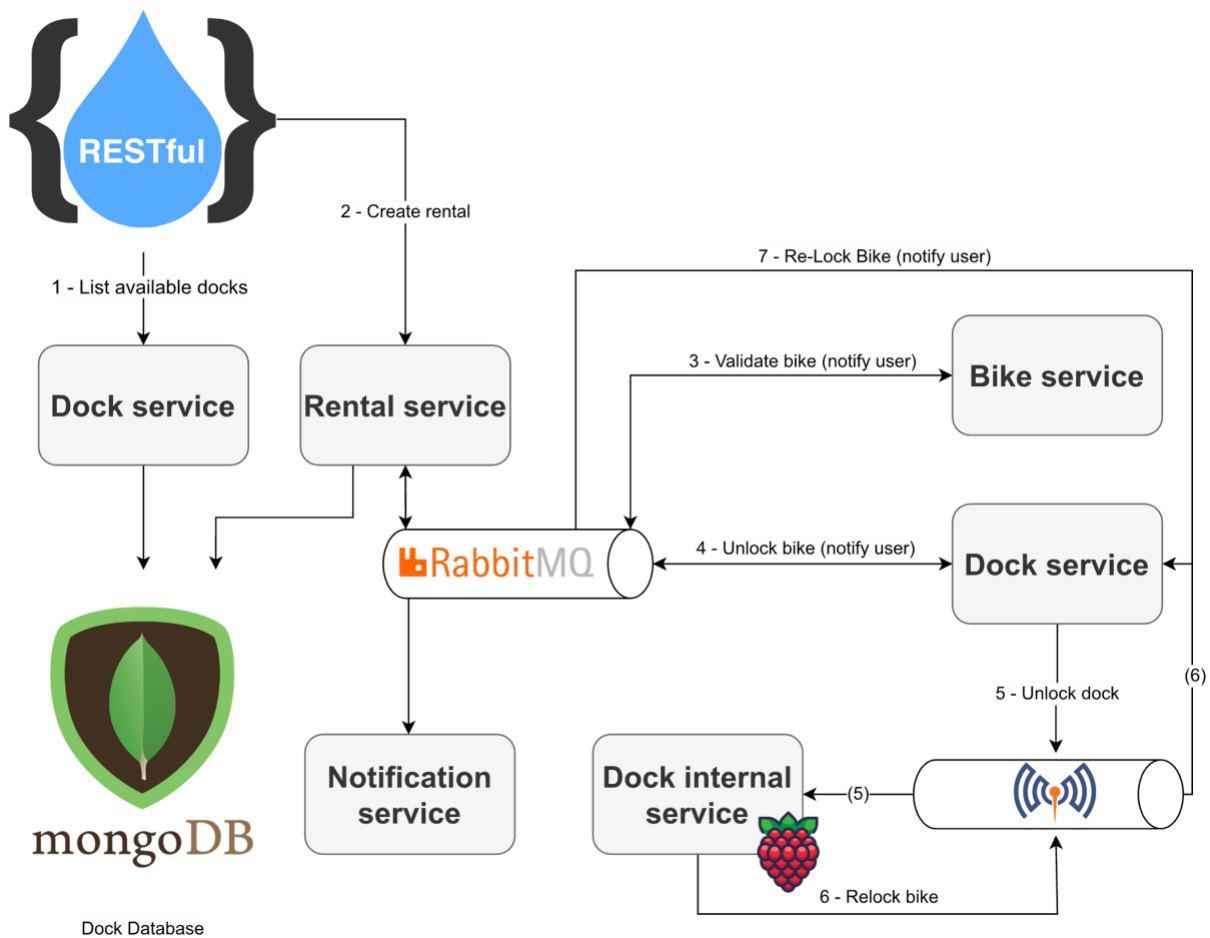 RESTful
2 - Create rental
7 - Re-Lock Bike (notify user)
1 - List available docks
3 - Validate bike (notify user)
Bike service
Dock service
Rental service
4 - Unlock bike (notify user)
RabbitMQ
Dock service
(6)
5 - Unlock dock
Notification
service
Dock internal
service
(5)
mongoDB
6 - Relock bike
Dock Database